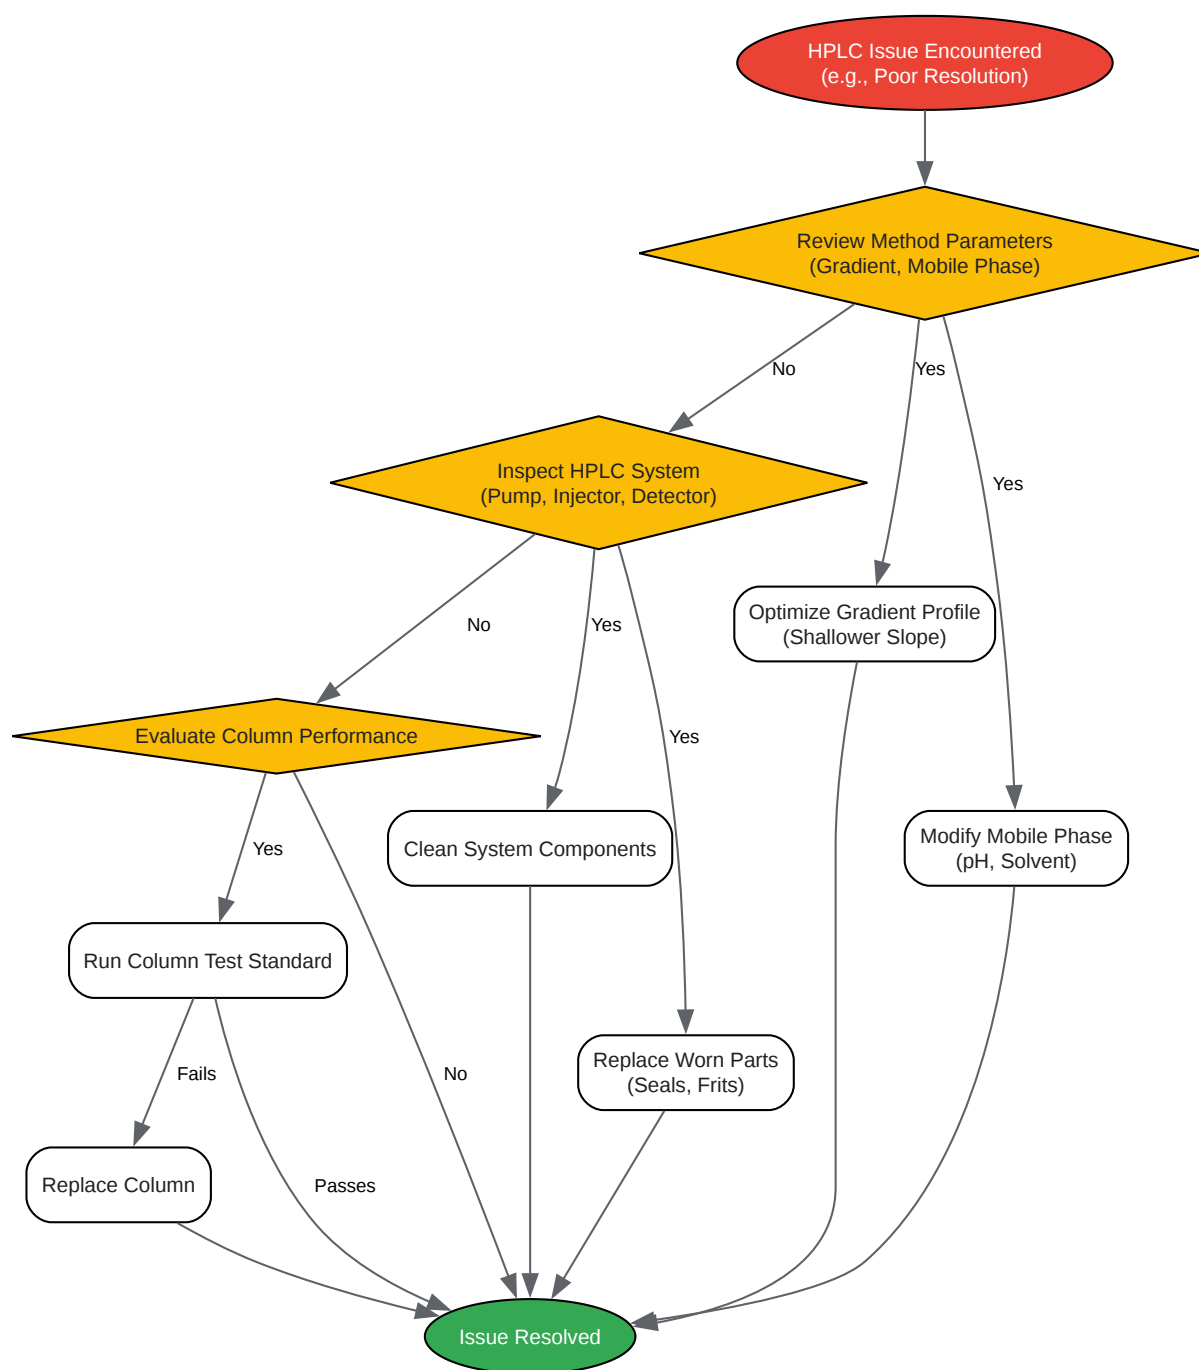 HPLC Issue Encountered
(e.g., Poor Resolution)
Review Method Parameters
(Gradient, Mobile Phase)
No
Yes
Yes
Inspect HPLC System
(Pump, Injector, Detector)
Optimize Gradient Profile
(Shallower Slope)
No
Yes
Yes
Evaluate Column Performance
Clean System Components
Modify Mobile Phase
(pH, Solvent)
Yes
No
Run Column Test Standard
Replace Worn Parts
(Seals, Frits)
Fails
Passes
Replace Column
Issue Resolved